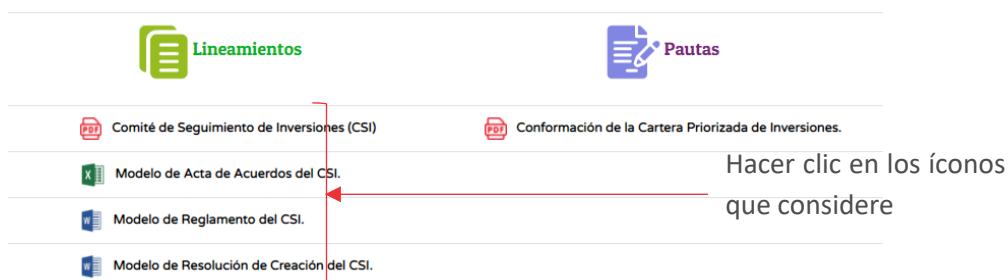 Lineamientos
Pautas
PDF Comité de Seguimiento de Inversiones (CSI)
PDF Conformación de la Cartera Priorizada de Inversiones.
X Modelo de Acta de Acuerdos del CSI.
Hacer clic en los íconos
que considere
W Modelo de Reglamento del CSI.
W Modelo de Resolución de Creación del CSI.